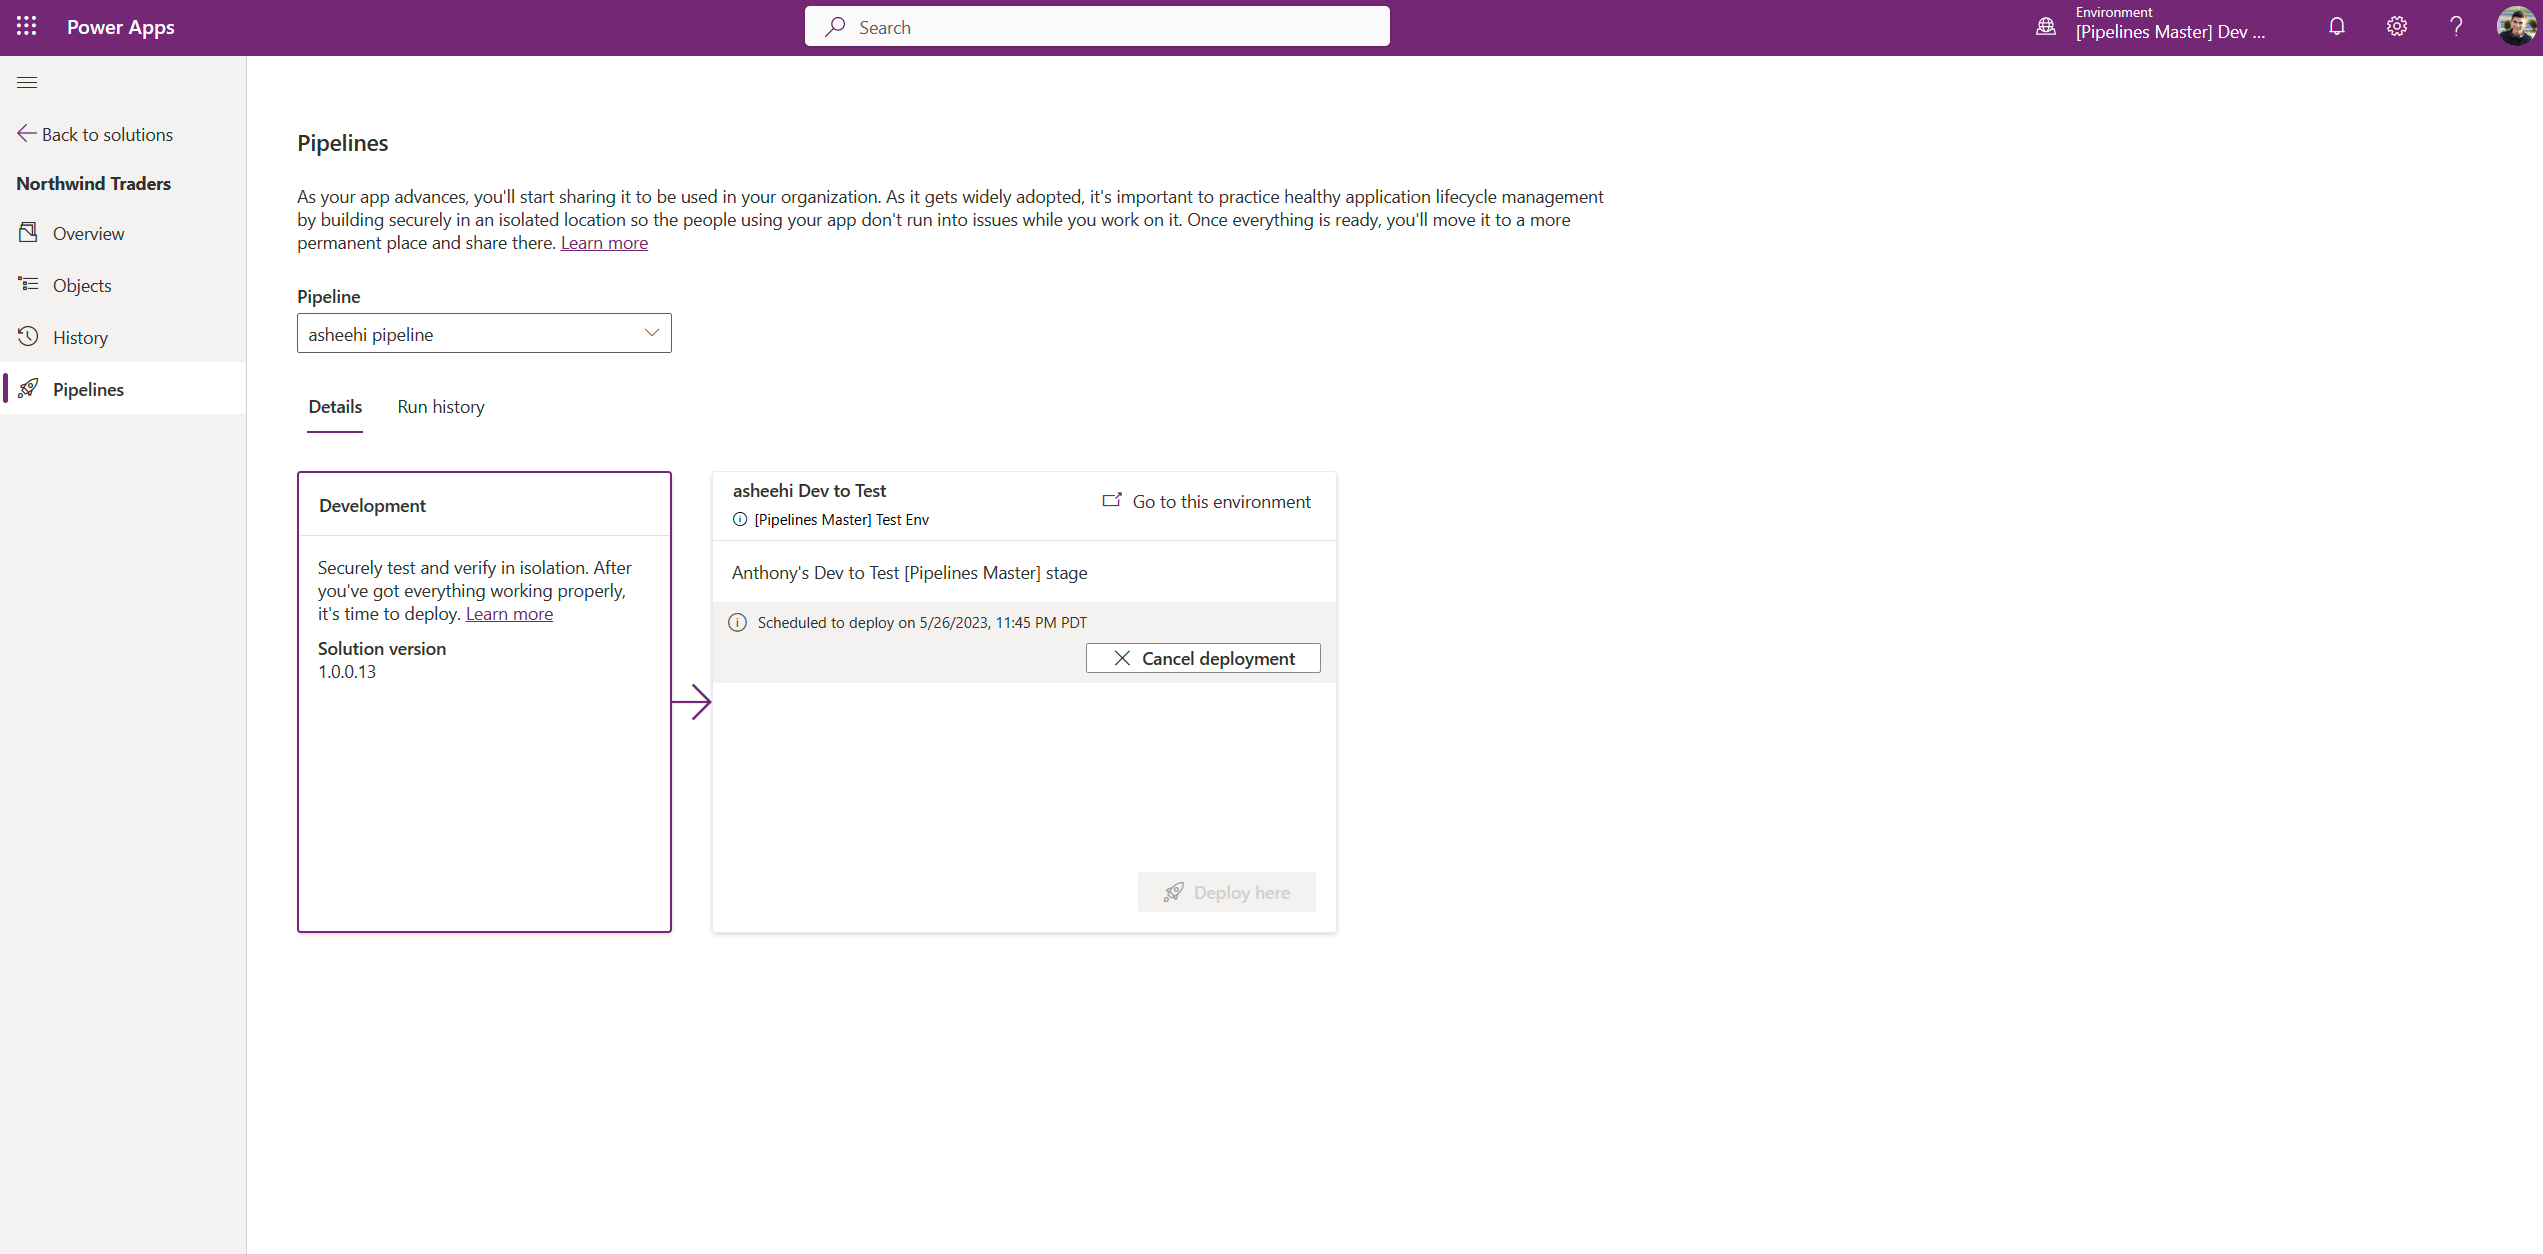 Power Apps
Search
Environment
[Pipelines Master] Dev ...
Back to solutions
Northwind Traders
Overview
Objects
History
Pipelines
Pipelines
As your app advances, you'll start sharing it to be used in your organization. As it gets widely adopted, it's important to practice healthy application lifecycle management
by building securely in an isolated location so the people using your app don't run into issues while you work on it. Once everything is ready, you'll move it to a more
permanent place and share there. Learn more
Pipeline
asheehi pipeline
Details
Run history
Development
Securely test and verify in isolation. After
you've got everything working properly,
it's time to deploy. Learn more
Solution version
1.0.0.13
asheehi Dev to Test
[Pipelines Master] Test Env
Go to this environment
Anthony's Dev to Test [Pipelines Master] stage
Scheduled to deploy on 5/26/2023, 11:45 PM PDT
Cancel deployment
Deploy here